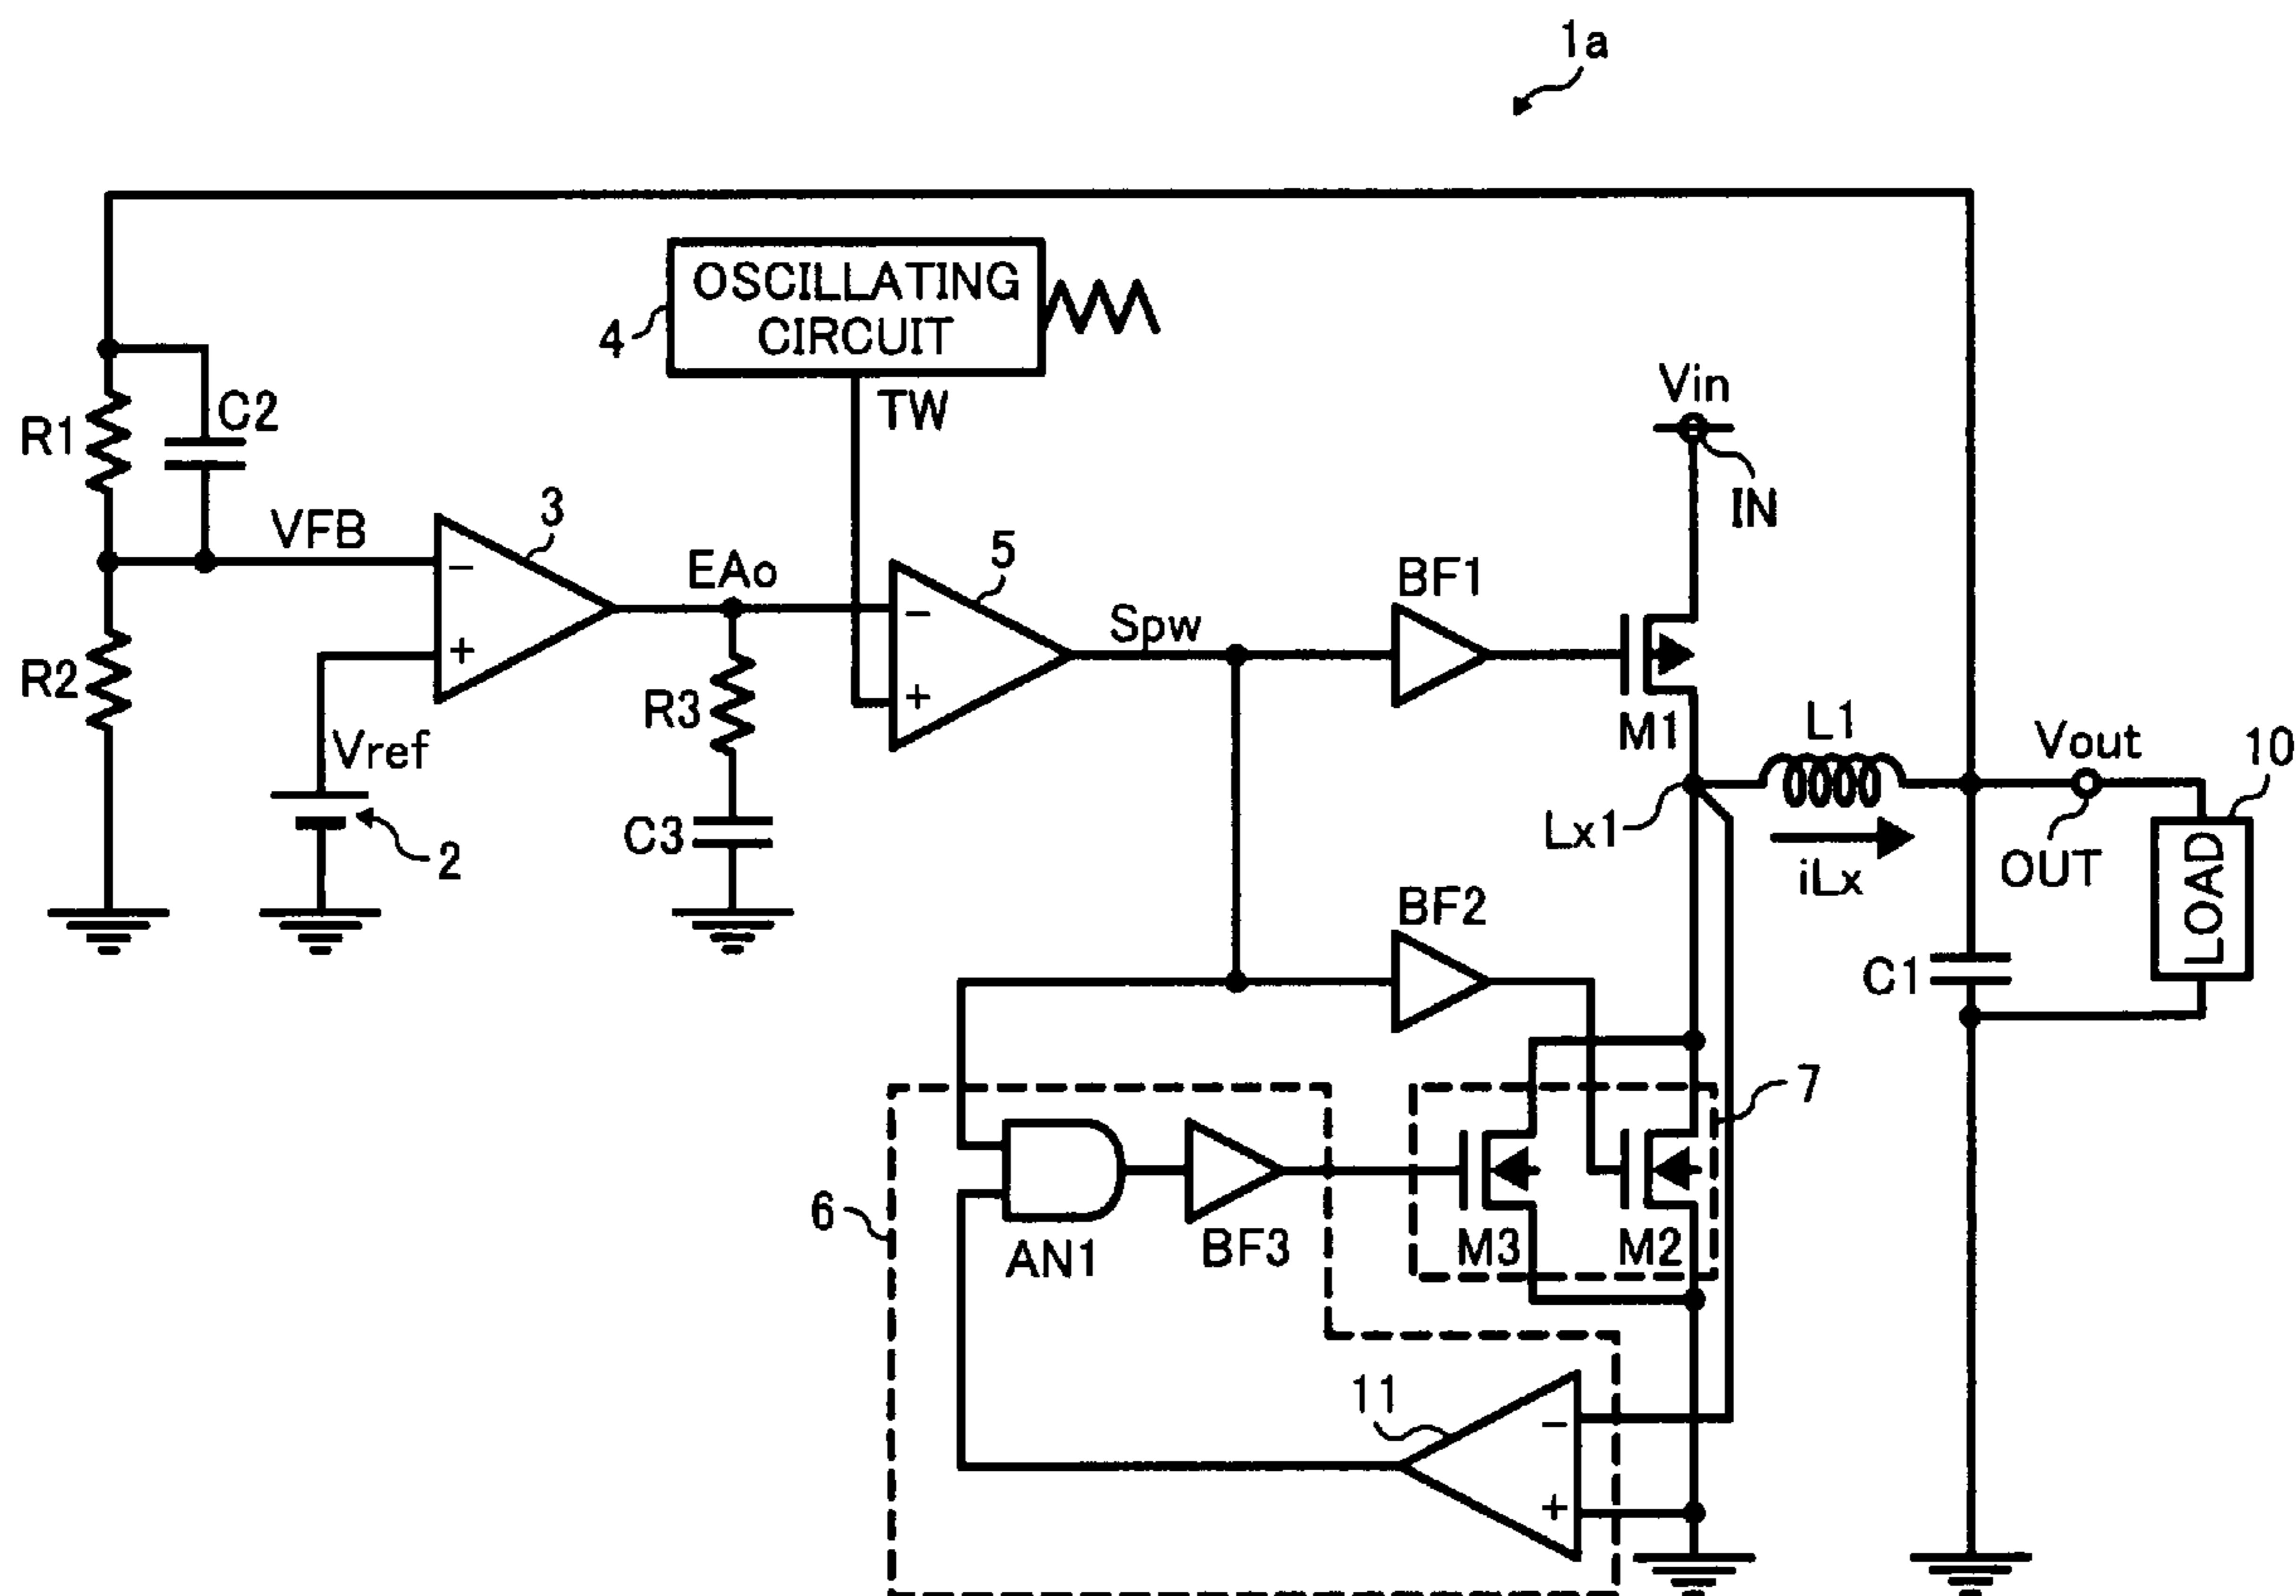 1a
OSCILLATING
CIRCUIT
4
TW
Vin
IN
R1
C2
VFB
3
EAo
5
Spw
BF1
M1
R2
Vref
2
R3
C3
−
+
−
+
L1
Vout
10
Lx1
iLx
OUT
LOAD
BF2
C1
7
6
AN1
BF3
M3
M2
11
−
+